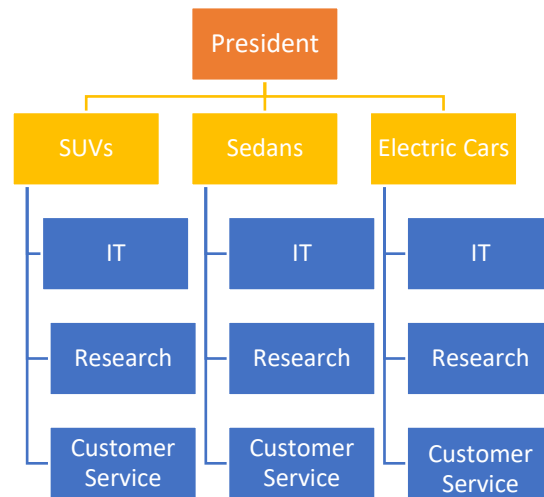 President
SUVs
Sedans
Electric Cars
IT
IT
IT
Research
Research
Research
Customer
Service
Customer
Service
Customer
Service